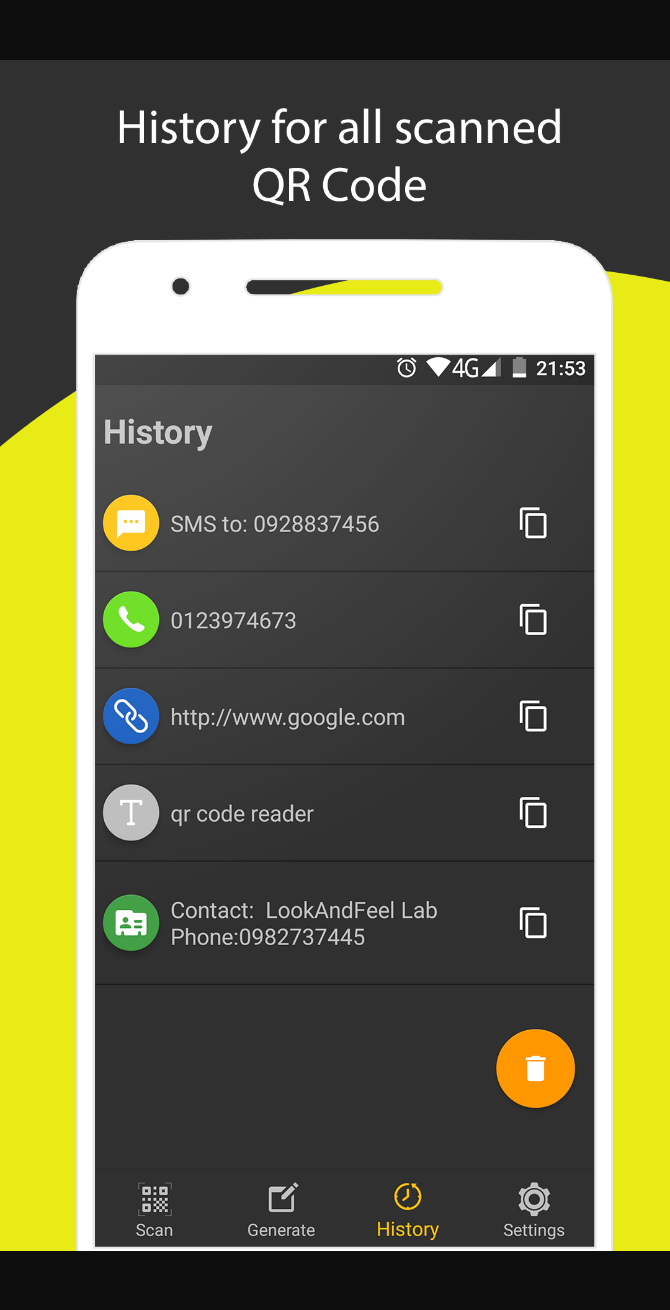 History for all scanned
QR Code
4G 21:53
History
SMS to: 0928837456
0123974673
http://www.google.com
T qr code reader
Contact:  LookAndFeel Lab
Phone:0982737445
Scan Generate History Settings